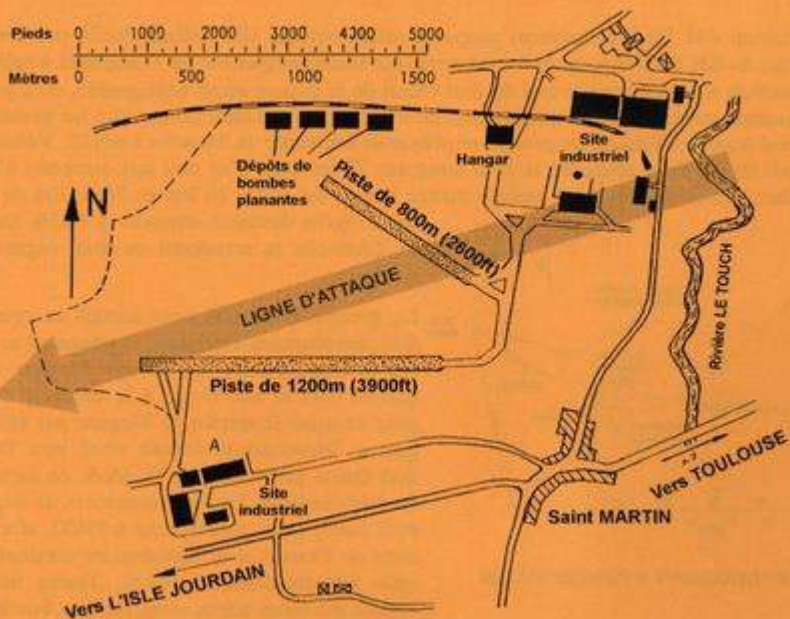 Pieds 0 1000 2000 3000 4000 5000
Mètres 0 500 1000 1500
Dépôts de
bombes
planantes
Hangar
Site
industriel
Piste de 800m (2600ft)
N
LIGNE D'ATTAQUE
Rivière LE TOUCH
Piste de 1200m (3900ft)
A
Site
industriel
Saint MARTIN
Vers TOULOUSE
Vers L'ISLE JOURDAIN